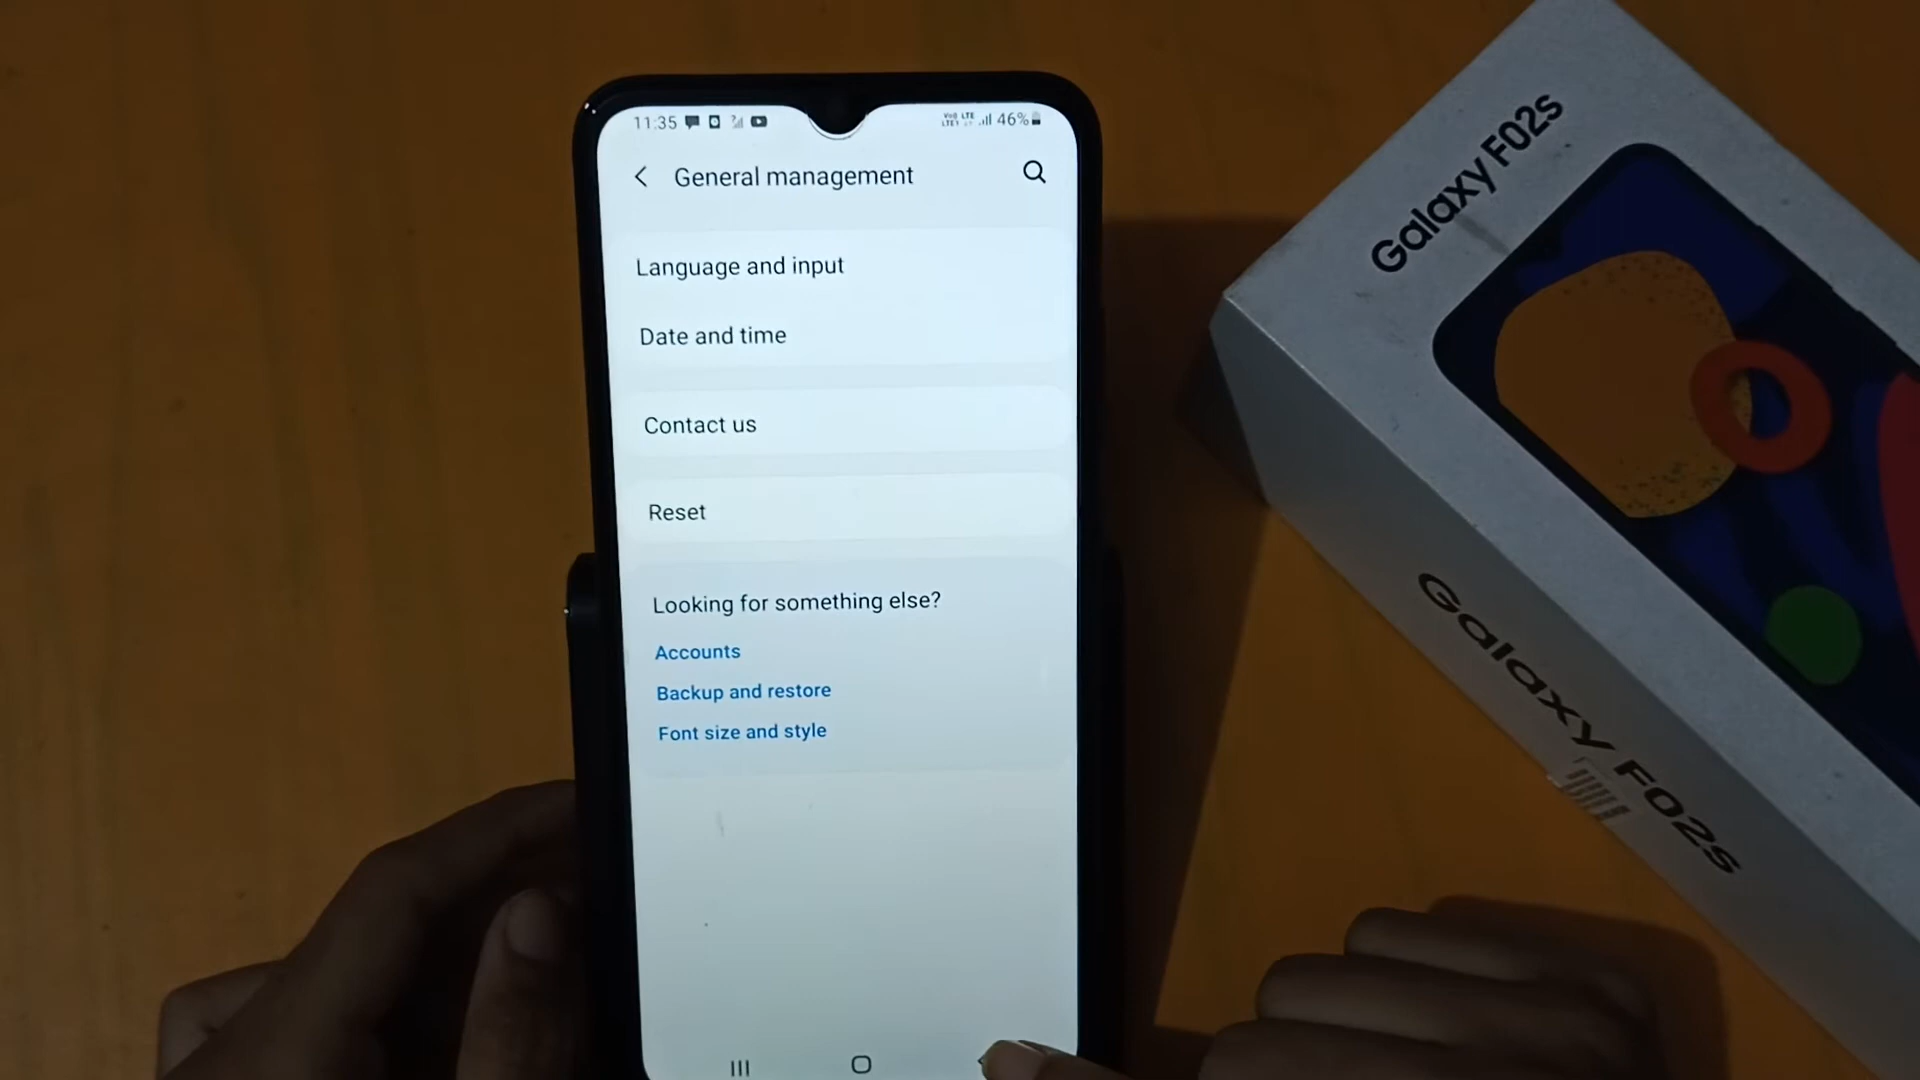 11:35
46%
General management
Language and input
Date and time
Contact us
Reset
Looking for something else?
Accounts
Backup and restore
Font size and style
Galaxy F02s
Galaxy F02s